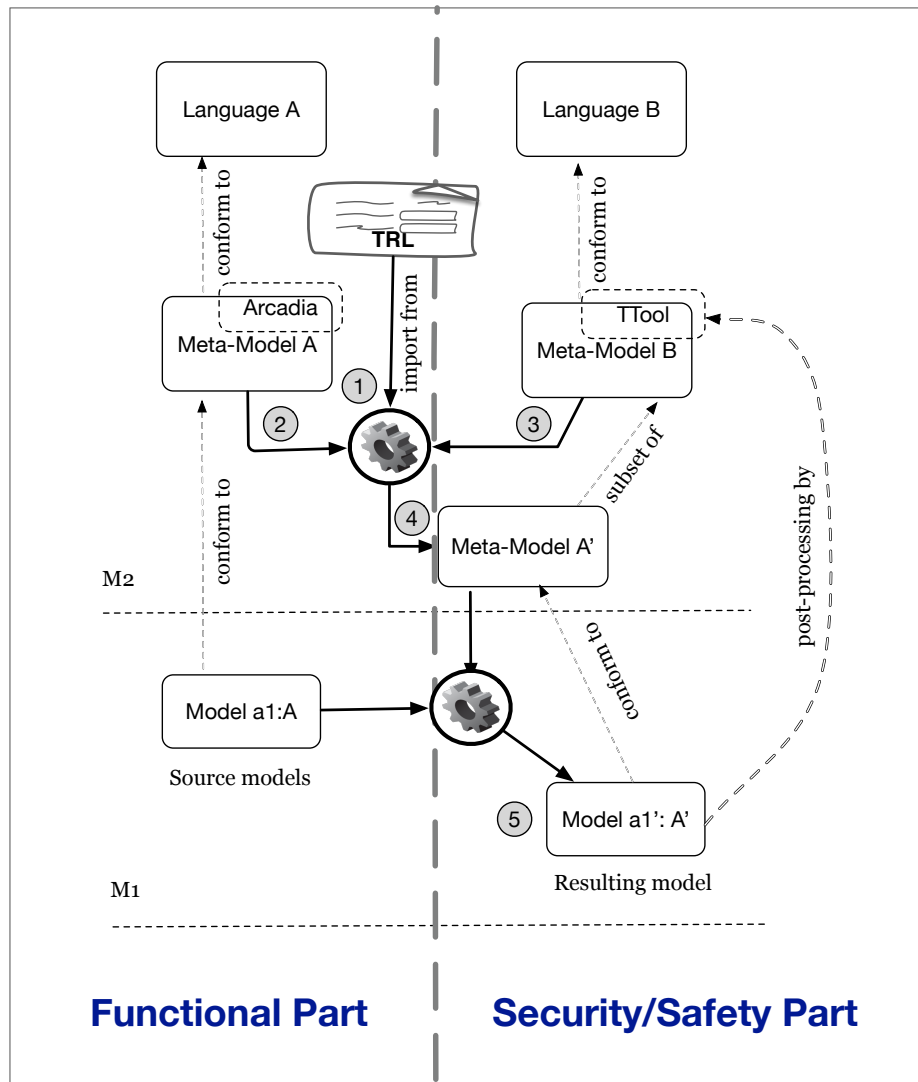 Language A
Language B
conform to
TRL
conform to
Arcadia
Meta-Model A
import from
TTool
Meta-Model B
1
2
3
subset of
4
Meta-Model A’
conform to
post-processing by
M2
conform to
Model a1:A
Source models
5
Model a1’: A’
Resulting model
M1
Functional Part
Security/Safety Part